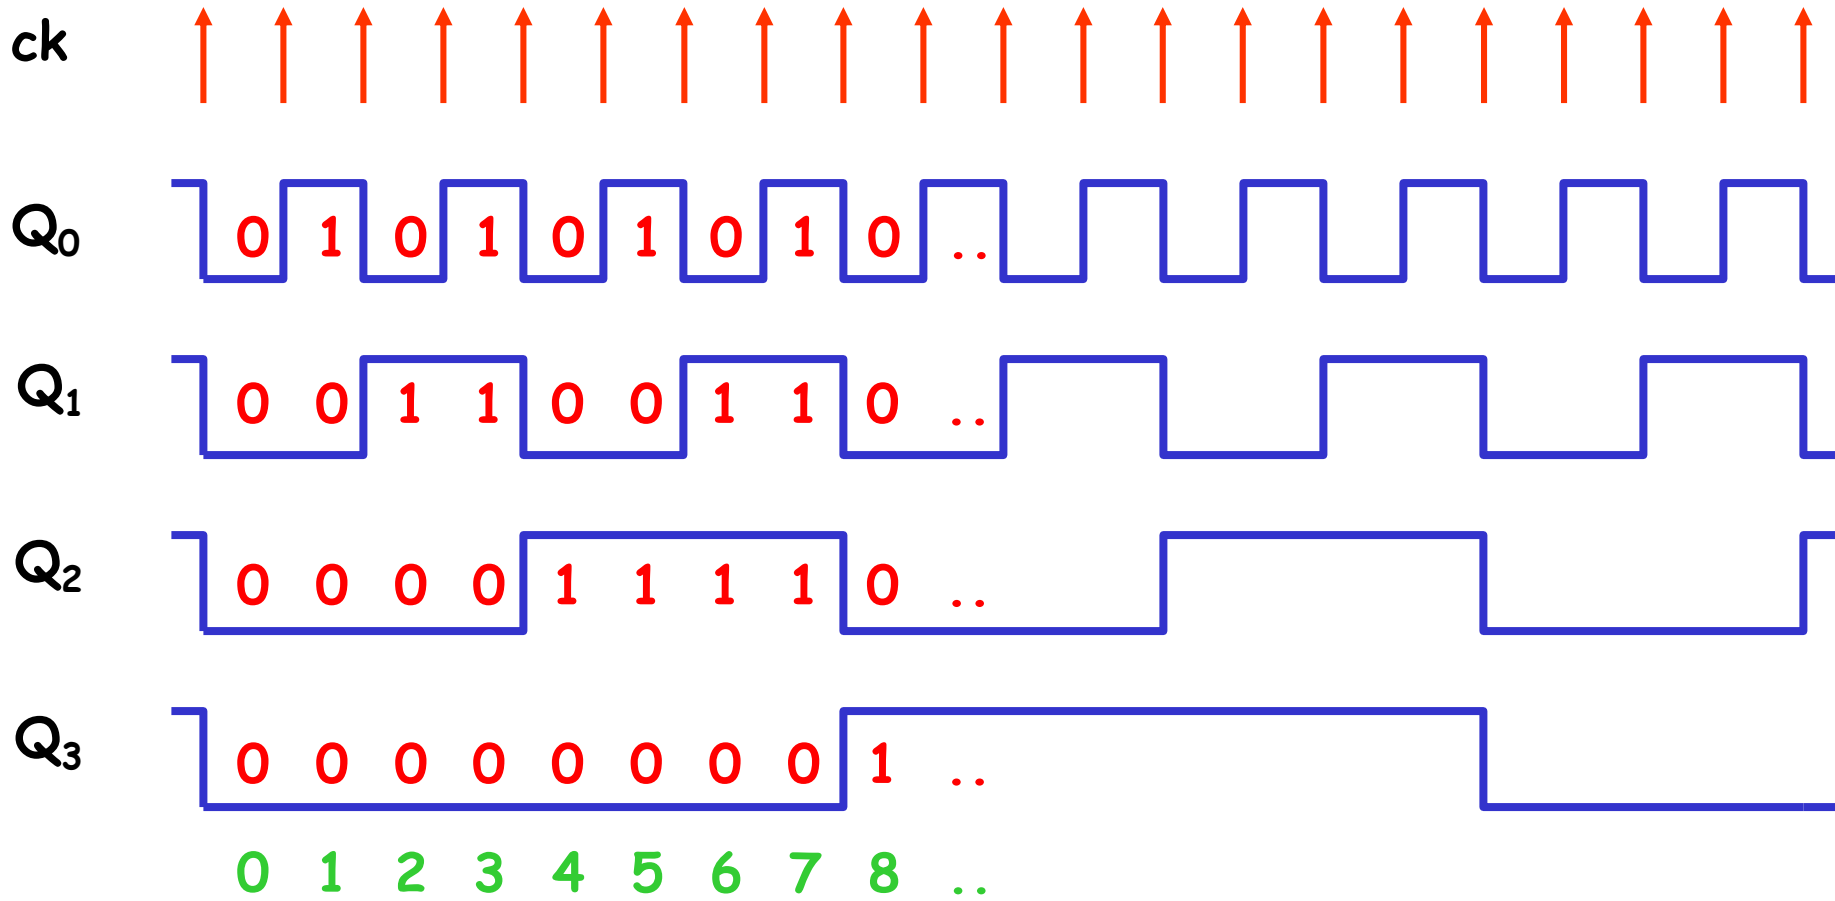 ck
Q0 0 1 0 1 0 1 0 1 0 ..
Q1 0 0 1 1 0 0 1 1 0 ..
Q2 0 0 0 0 1 1 1 1 0 ..
Q3 0 0 0 0 0 0 0 0 1 ..
0 1 2 3 4 5 6 7 8 ..